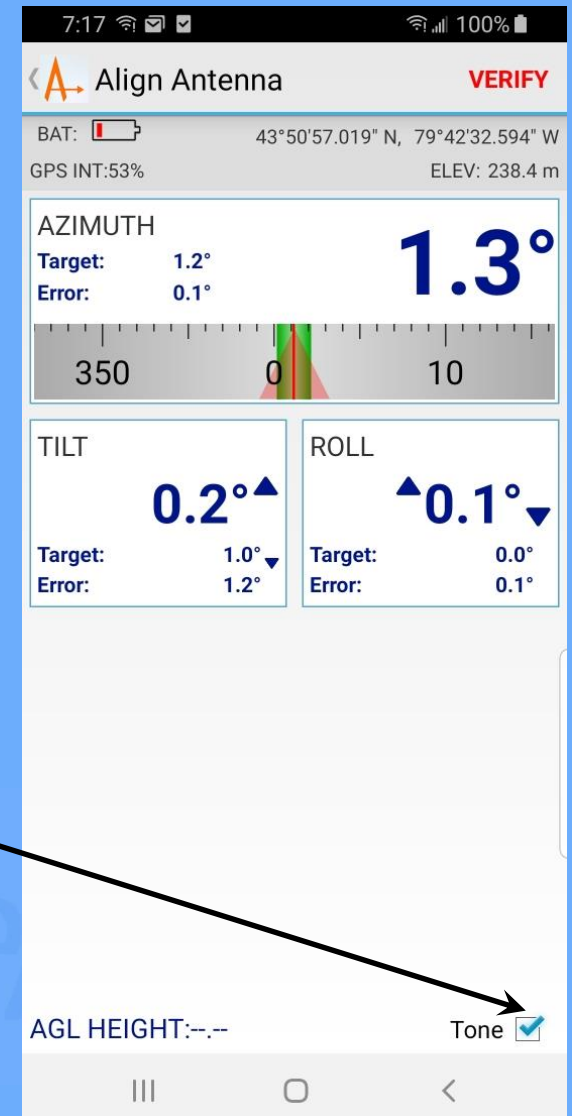 7:17 100%
Align Antenna VERIFY
BAT: 43°50'57.019" N, 79°42'32.594" W
GPS INT:53% ELEV: 238.4 m
AZIMUTH
1.3°
Target: 1.2°
Error: 0.1°
350 0 10
TILT
0.2°▲
Target: 1.0°▼
Error: 1.2°
ROLL
▲0.1°▼
Target: 0.0°
Error: 0.1°
AGL HEIGHT:--.-- Tone